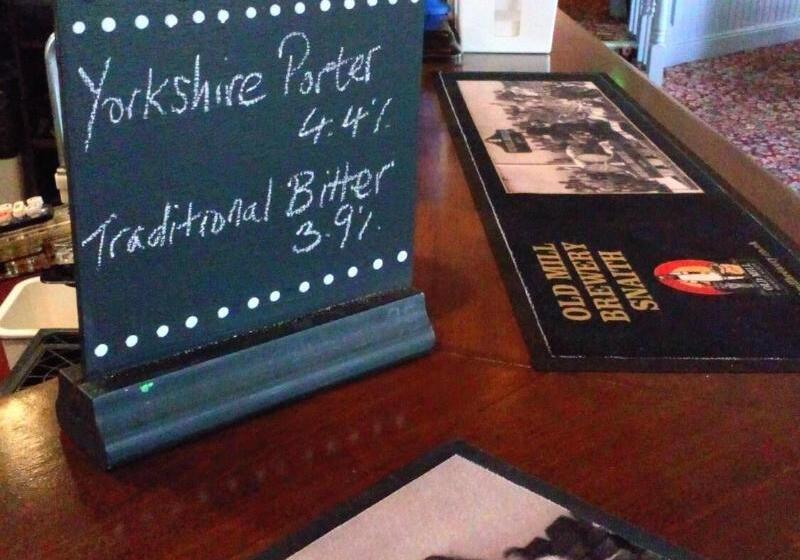 Yorkshire Porter
4.4%
Traditional Bitter
3.9%
OLD MILL
BREWERY
SNAITH